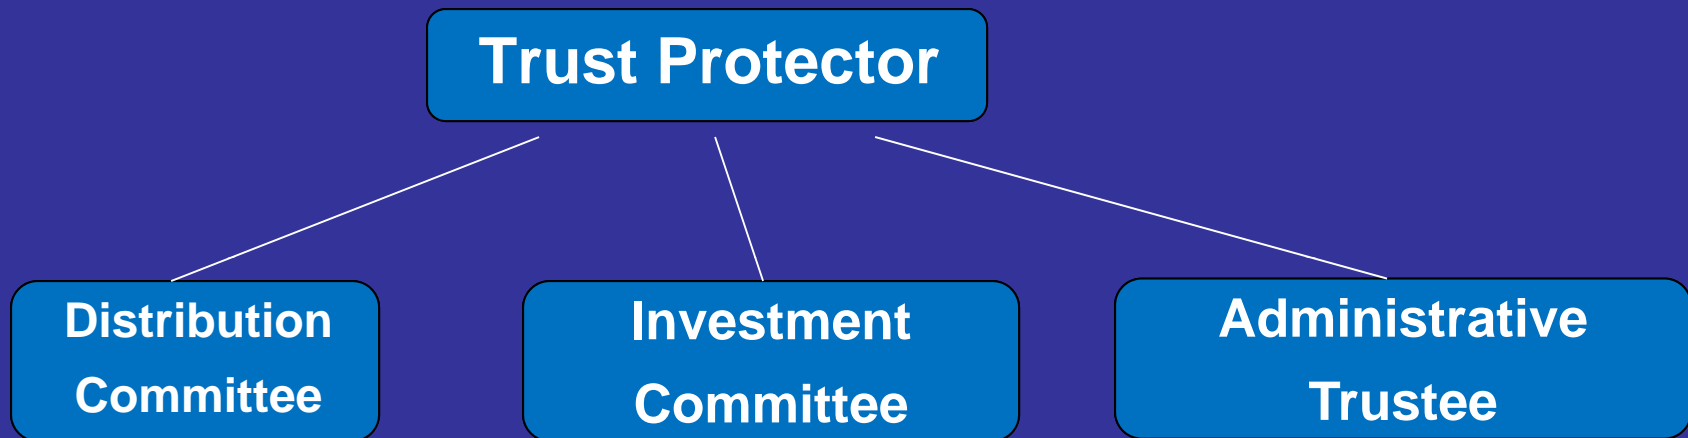 Trust Protector
Distribution
Committee
Investment
Committee
Administrative
Trustee